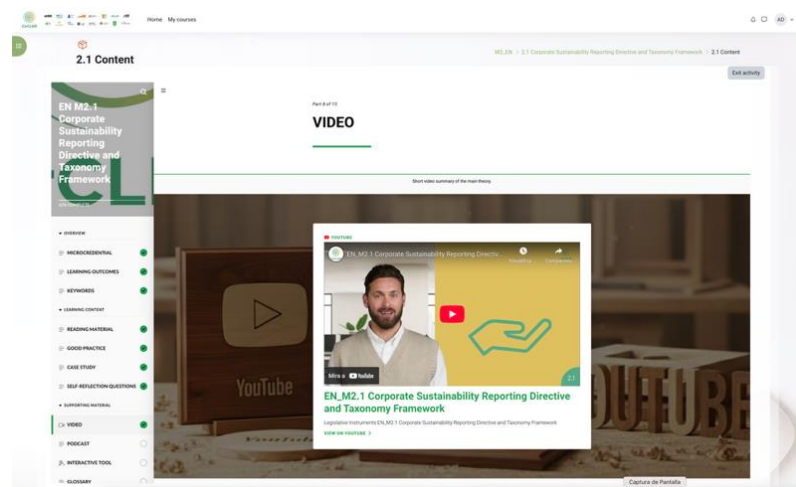 Home My courses
AD
2.1 Content
M2_EN > 2.1 Corporate Sustainability Reporting Directive and Taxonomy Framework > 2.1 Content
Exit activity
EN M2.1
Corporate
Sustainability
Reporting
Directive and
Taxonomy
Framework
OVERVIEW
MICROCREDENTIAL
LEARNING OUTCOMES
KEYWORDS
LEARNING CONTENT
READING MATERIAL
GOOD PRACTICE
CASE STUDY
SELF-REFLECTION QUESTIONS
SUPPORTING MATERIAL
VIDEO
PODCAST
INTERACTIVE TOOL
GLOSSARY
Part 8 of 10
VIDEO
Short video summary of the main theory.
YOUTUBE
EN_M2.1 Corporate Sustainability Reporting Directiv...
Mira a YouTube
2.1
EN_M2.1 Corporate Sustainability Reporting Directive
and Taxonomy Framework
Legislative Instruments EN_M2.1 Corporate Sustainability Reporting Directive and Taxonomy Framework
VIEW ON YOUTUBE >
YouTube
Captura de Pantalla